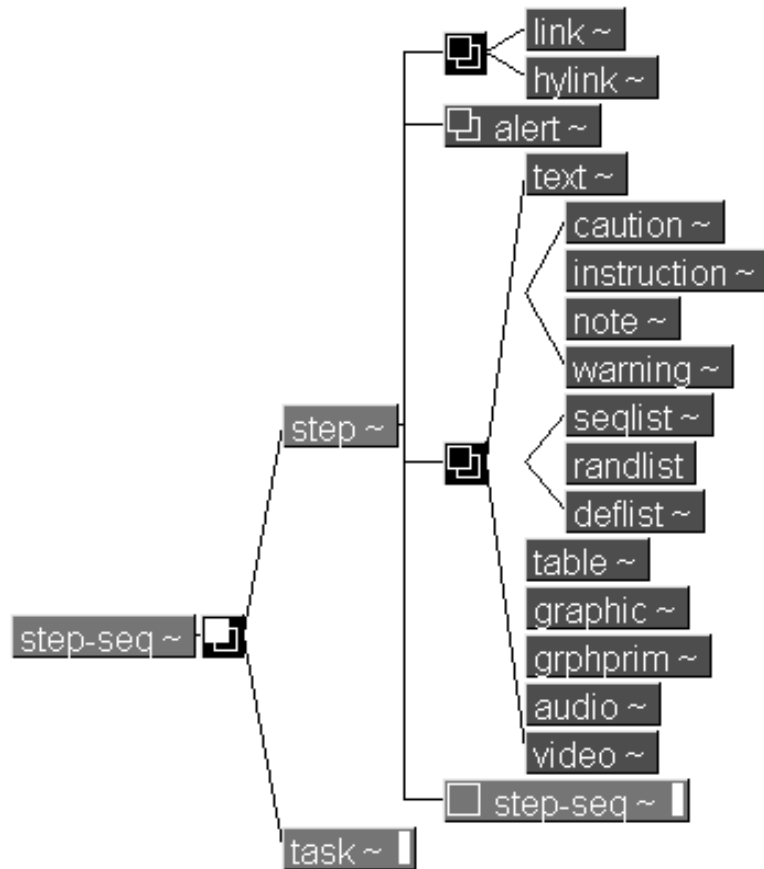 link ~
hylink ~
alert ~
text ~
caution ~
instruction ~
note ~
warning ~
step ~
seqlist ~
randlist
deflist ~
table ~
graphic ~
step-seq ~
grphprim ~
audio ~
video ~
step-seq ~
task ~